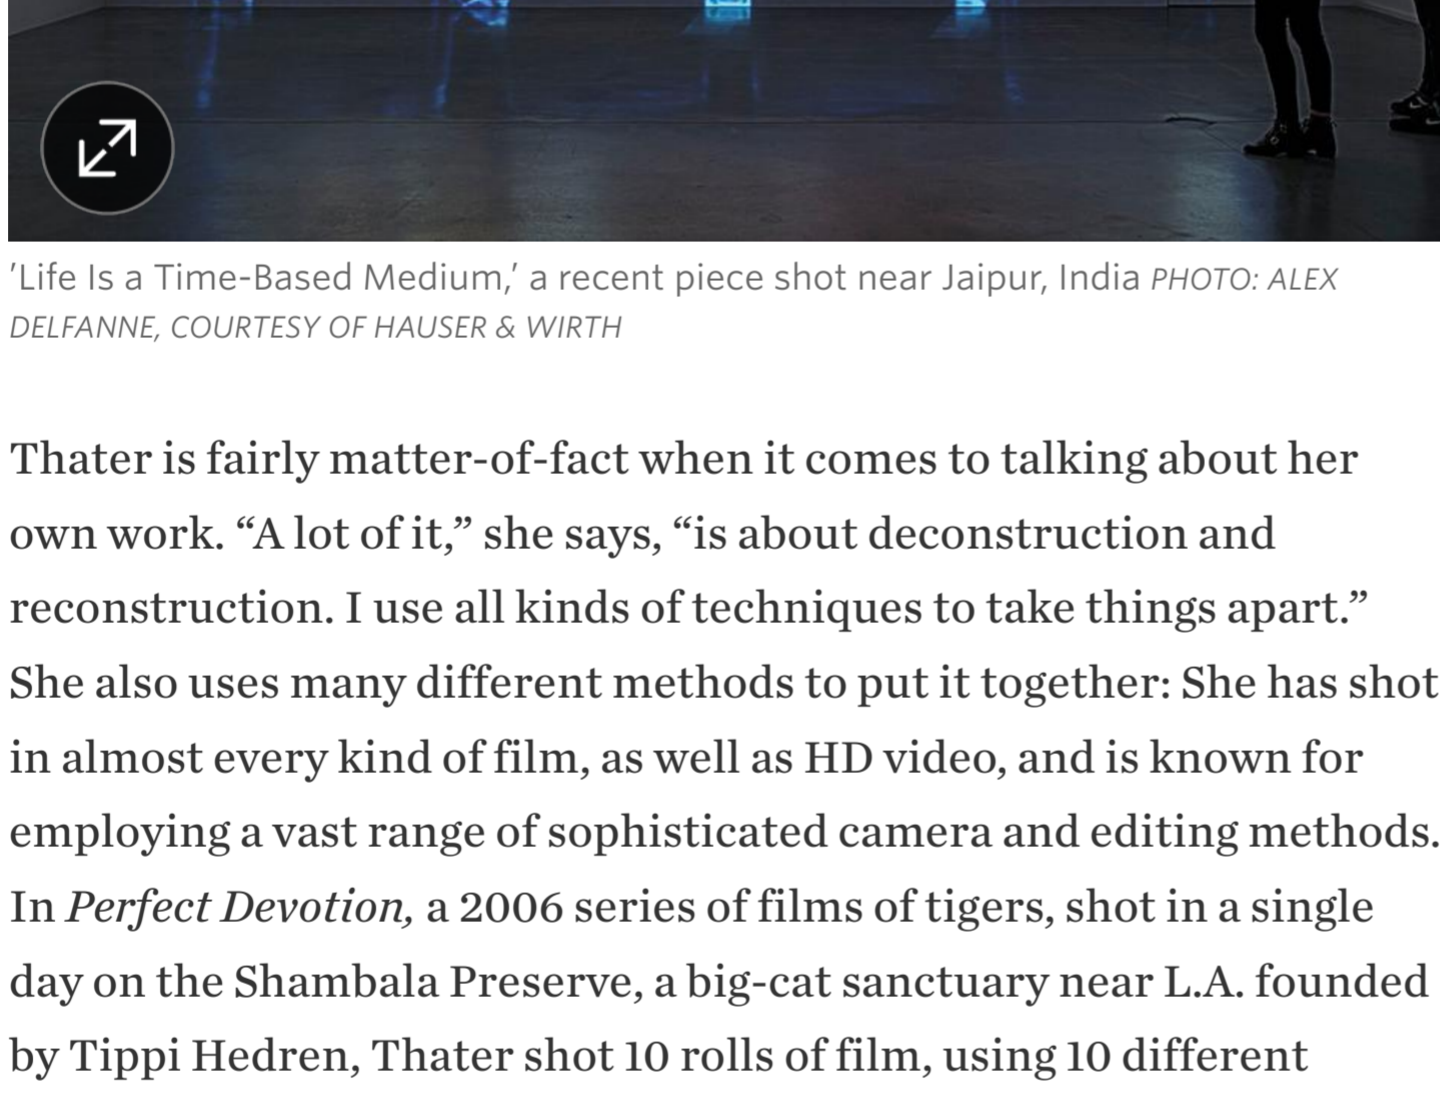 'Life Is a Time-Based Medium,' a recent piece shot near Jaipur, India PHOTO: ALEX
DELFANNE, COURTESY OF HAUSER & WIRTH
Thater is fairly matter-of-fact when it comes to talking about her
own work. “A lot of it,” she says, “is about deconstruction and
reconstruction. I use all kinds of techniques to take things apart.”
She also uses many different methods to put it together: She has shot
in almost every kind of film, as well as HD video, and is known for
employing a vast range of sophisticated camera and editing methods.
In Perfect Devotion, a 2006 series of films of tigers, shot in a single
day on the Shambala Preserve, a big-cat sanctuary near L.A. founded
by Tippi Hedren, Thater shot 10 rolls of film, using 10 different